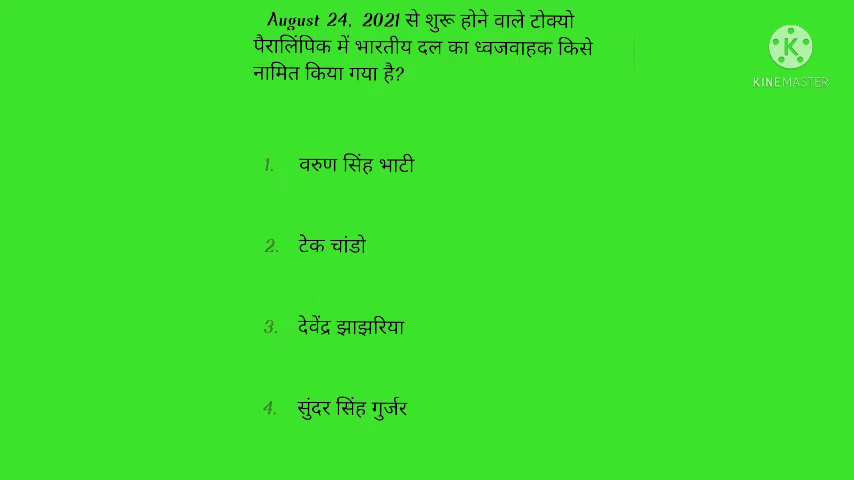 August 24, 2021 से शुरू होने वाले टोक्यो
पैरालिंपिक में भारतीय दल का ध्वजवाहक किसे
नामित किया गया है?
1. वरुण सिंह भाटी
2. टेक चांडो
3. देवेंद्र झाझरिया
4. सुंदर सिंह गुर्जर
K
KINEMASTER